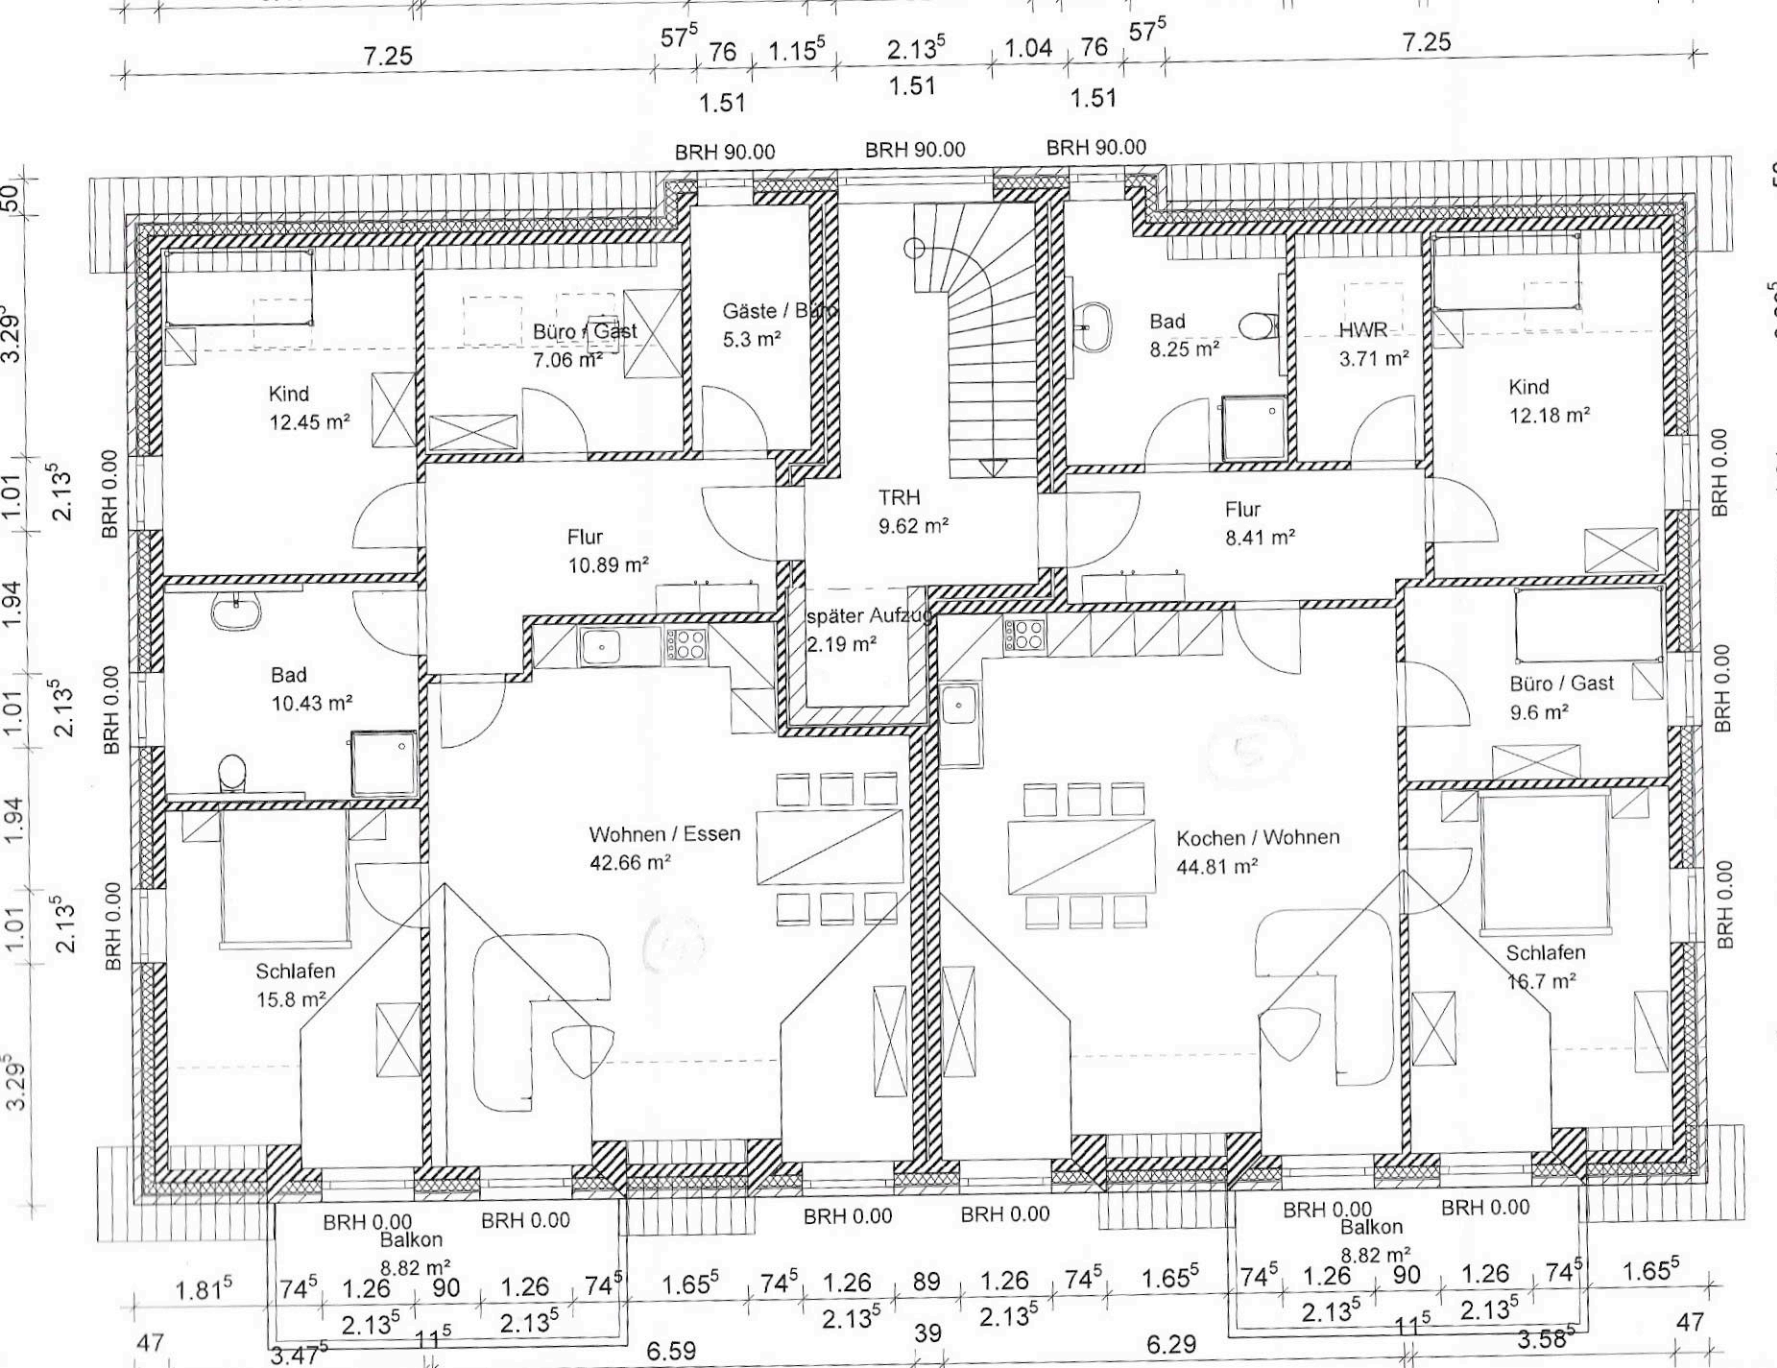 57⁵ 76 1.15⁵ 2.13⁵ 1.04 76 57⁵
7.25 7.25
1.51 1.51 1.51
BRH 90.00 BRH 90.00 BRH 90.00
50
3.29⁵
1.01
2.13⁵
1.94
1.01
2.13⁵
1.94
1.01
2.13⁵
3.29⁵
BRH 0.00
BRH 0.00
BRH 0.00
Kind
12.45 m²
Büro / Gast
7.06 m²
Gäste / Büro
5.3 m²
Bad
8.25 m²
HWR
3.71 m²
Kind
12.18 m²
Flur
10.89 m²
TRH
9.62 m²
Flur
8.41 m²
später Aufzug
2.19 m²
Bad
10.43 m²
Büro / Gast
9.6 m²
Wohnen / Essen
42.66 m²
Kochen / Wohnen
44.81 m²
Schlafen
15.8 m²
Schlafen
16.7 m²
BRH 0.00
BRH 0.00
BRH 0.00
BRH 0.00 BRH 0.00 BRH 0.00 BRH 0.00 BRH 0.00 BRH 0.00
Balkon
8.82 m²
Balkon
8.82 m²
1.81⁵ 74⁵ 1.26 90 1.26 74⁵ 1.65⁵ 74⁵ 1.26 89 1.26 74⁵ 1.65⁵ 74⁵ 1.26 90 1.26 74⁵ 1.65⁵
2.13⁵ 2.13⁵ 2.13⁵ 2.13⁵ 2.13⁵ 2.13⁵
47 3.47⁵ 11⁵ 6.59 39 6.29 11⁵ 3.58⁵ 47